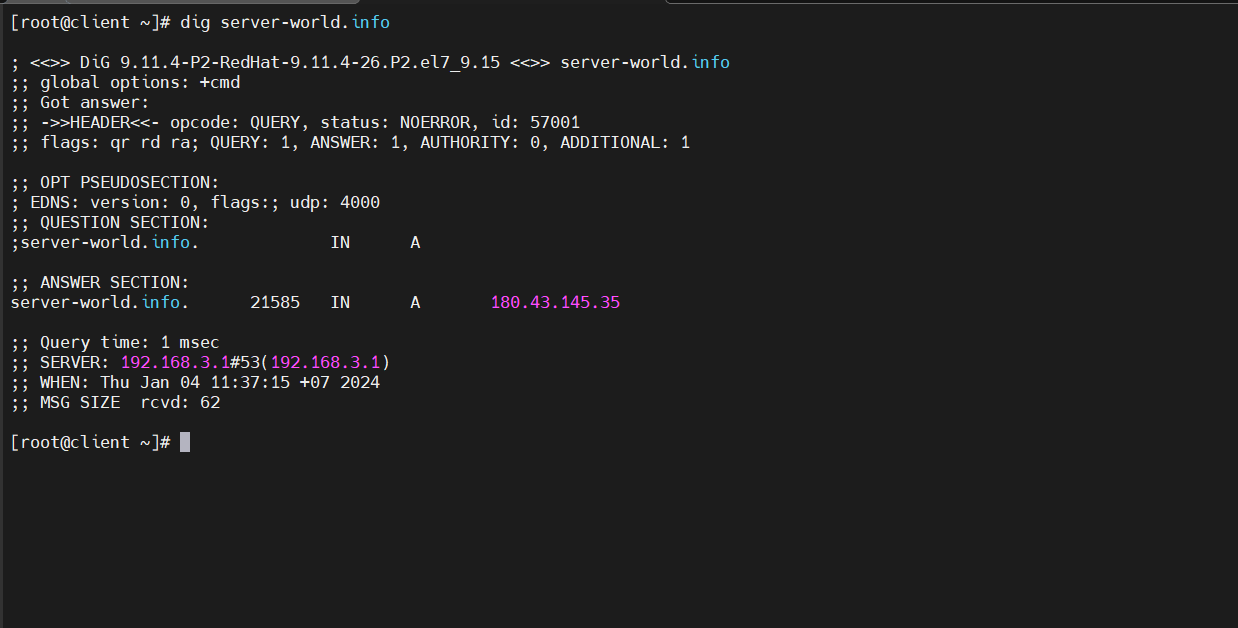 [root@client ~]# dig server-world.info
; <<>> DiG 9.11.4-P2-RedHat-9.11.4-26.P2.el7_9.15 <<>> server-world.info
;; global options: +cmd
;; Got answer:
;; ->>HEADER<<- opcode: QUERY, status: NOERROR, id: 57001
;; flags: qr rd ra; QUERY: 1, ANSWER: 1, AUTHORITY: 0, ADDITIONAL: 1
;; OPT PSEUDOSECTION:
; EDNS: version: 0, flags:; udp: 4000
;; QUESTION SECTION:
;server-world.info.             IN      A
;; ANSWER SECTION:
server-world.info.      21585   IN      A       180.43.145.35
;; Query time: 1 msec
;; SERVER: 192.168.3.1#53(192.168.3.1)
;; WHEN: Thu Jan 04 11:37:15 +07 2024
;; MSG SIZE  rcvd: 62
[root@client ~]#